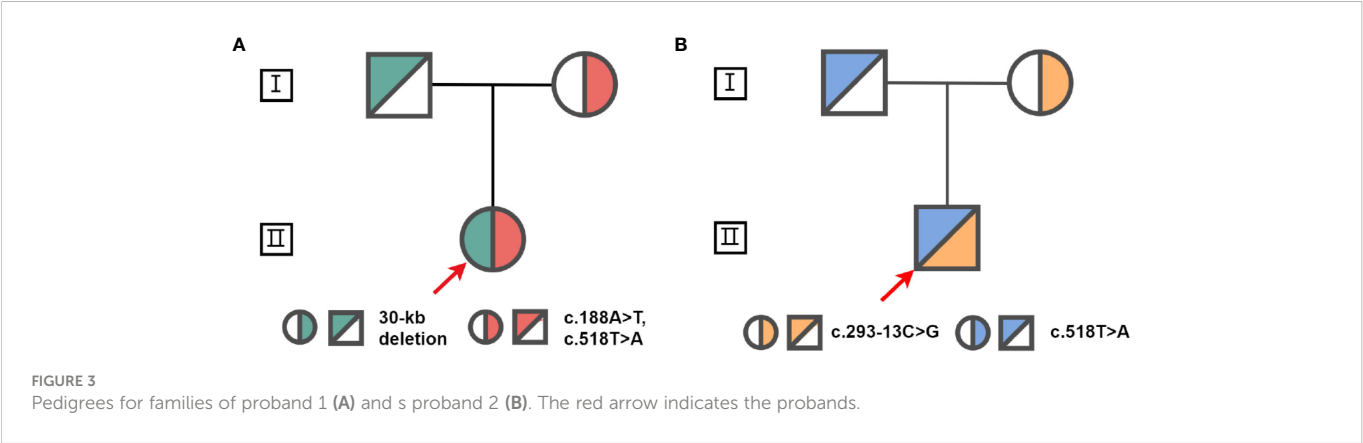 A
B
I
I
II
II
30-kb
deletion
c.188A>T,
c.518T>A
c.293-13C>G
c.518T>A
FIGURE 3
Pedigrees for families of proband 1 (A) and s proband 2 (B). The red arrow indicates the probands.